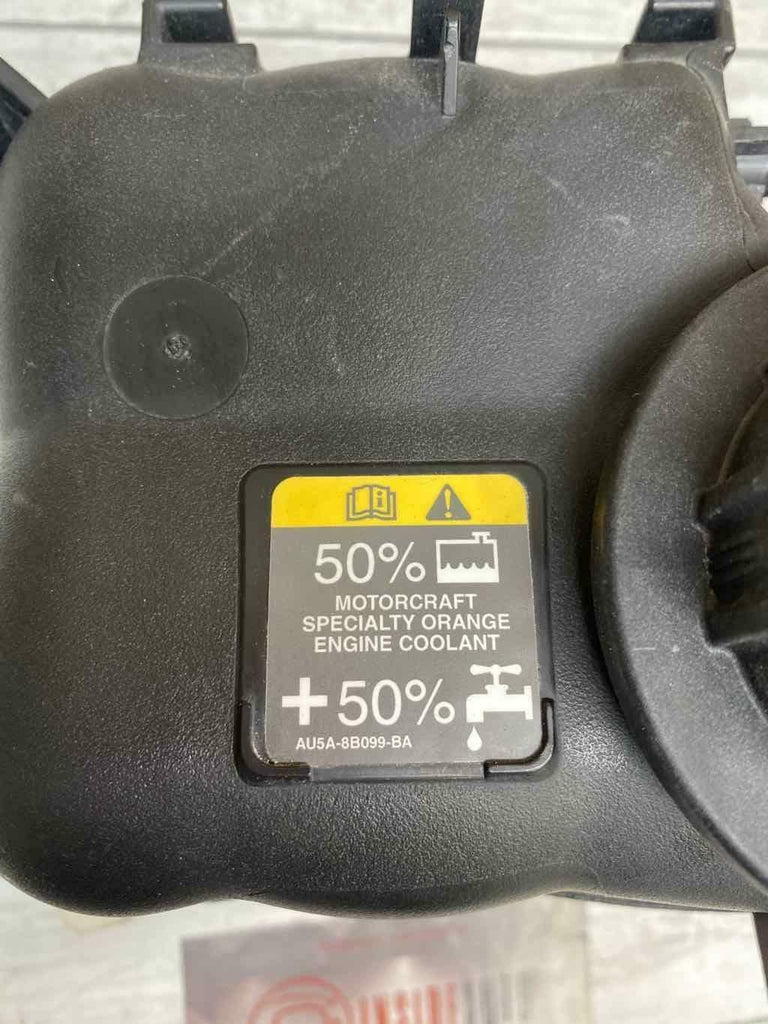 50%
MOTORCRAFT
SPECIALTY ORANGE
ENGINE COOLANT
+50%
AU5A-8B099-BA